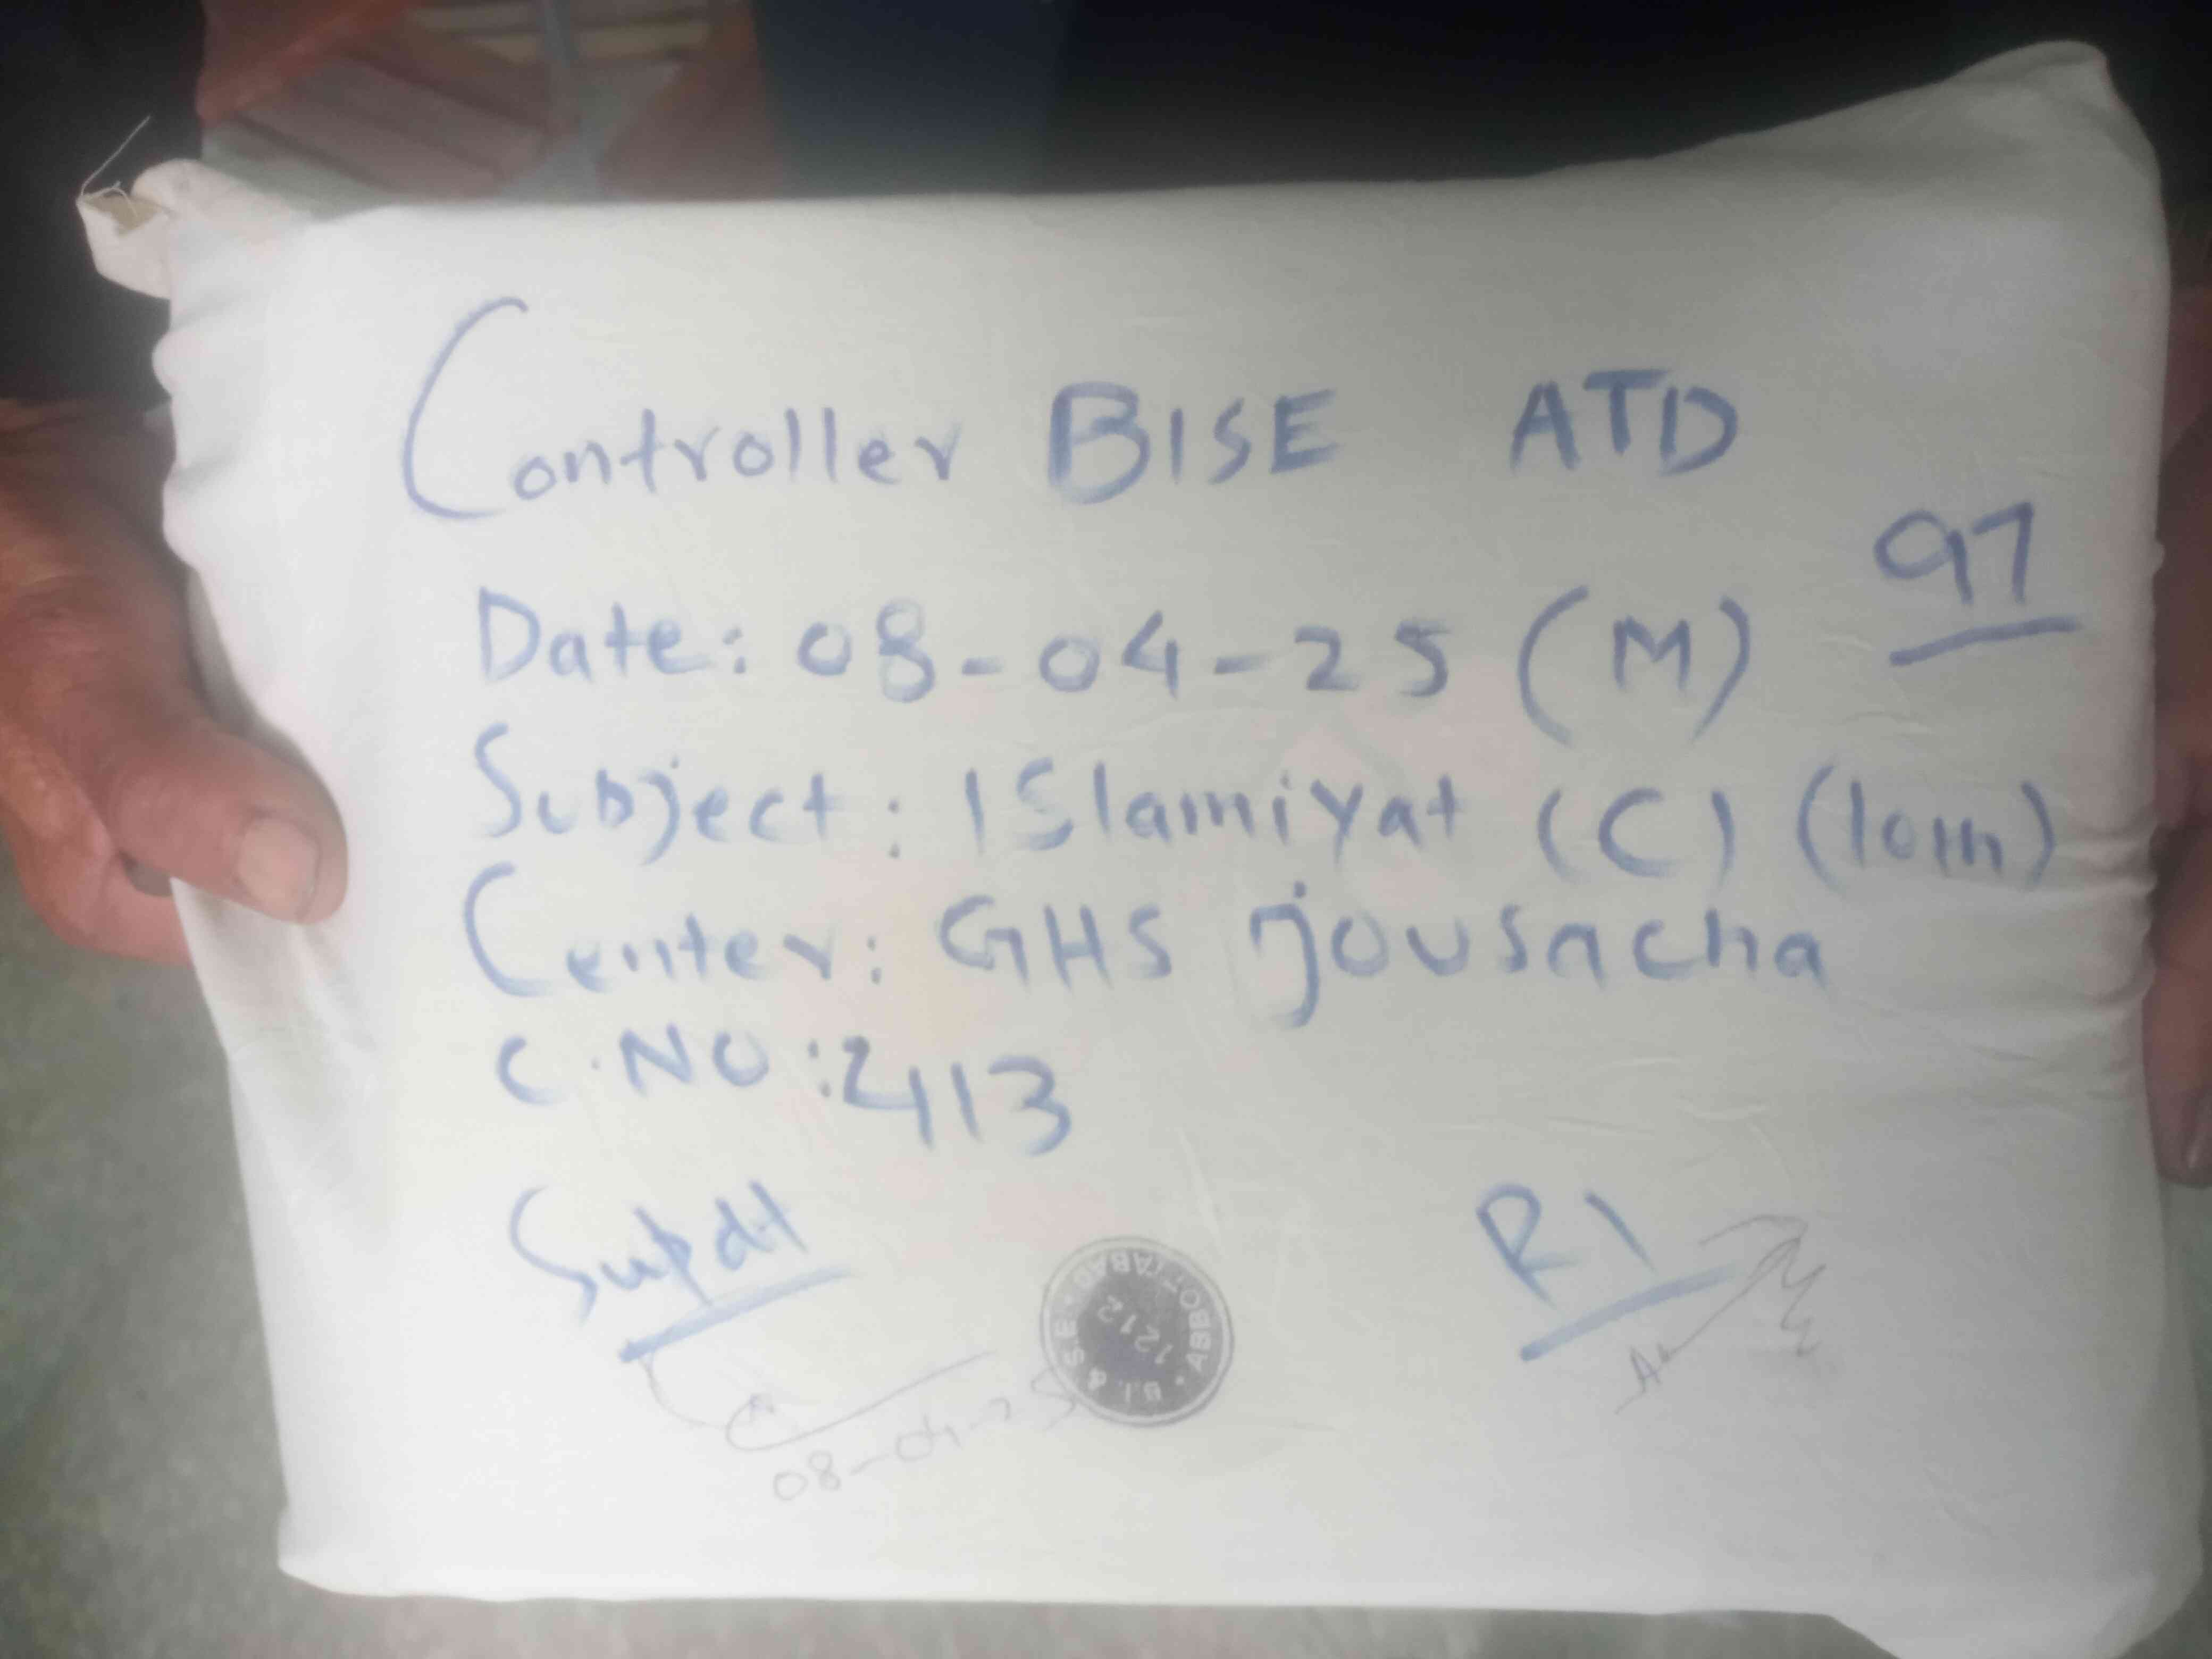 Controller BISE ATD
97
Date: 08-04-25 (M)
Subject: ISlamiyat (C) (10th)
Center: GHS jousacha
C.NO: 2413
Supdt
R1
08-04-25
B.I & SE • ABBOTTABAD •
1212